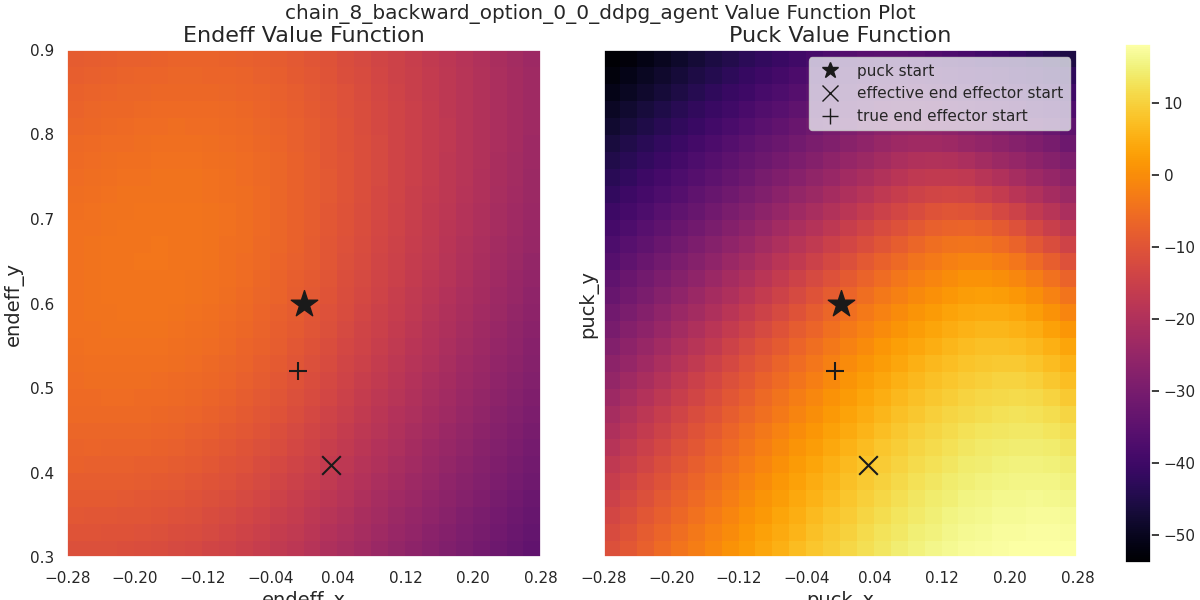 chain_8_backward_option_0_0_ddpg_agent Value Function Plot
Endeff Value Function
endeff_y
0.9
0.8
0.7
0.6
0.5
0.4
0.3
−0.28 −0.20 −0.12 −0.04 0.04 0.12 0.20 0.28
endeff_x
Puck Value Function
puck start
effective end effector start
true end effector start
puck_y
−0.28 −0.20 −0.12 −0.04 0.04 0.12 0.20 0.28
puck_x
10
0
−10
−20
−30
−40
−50